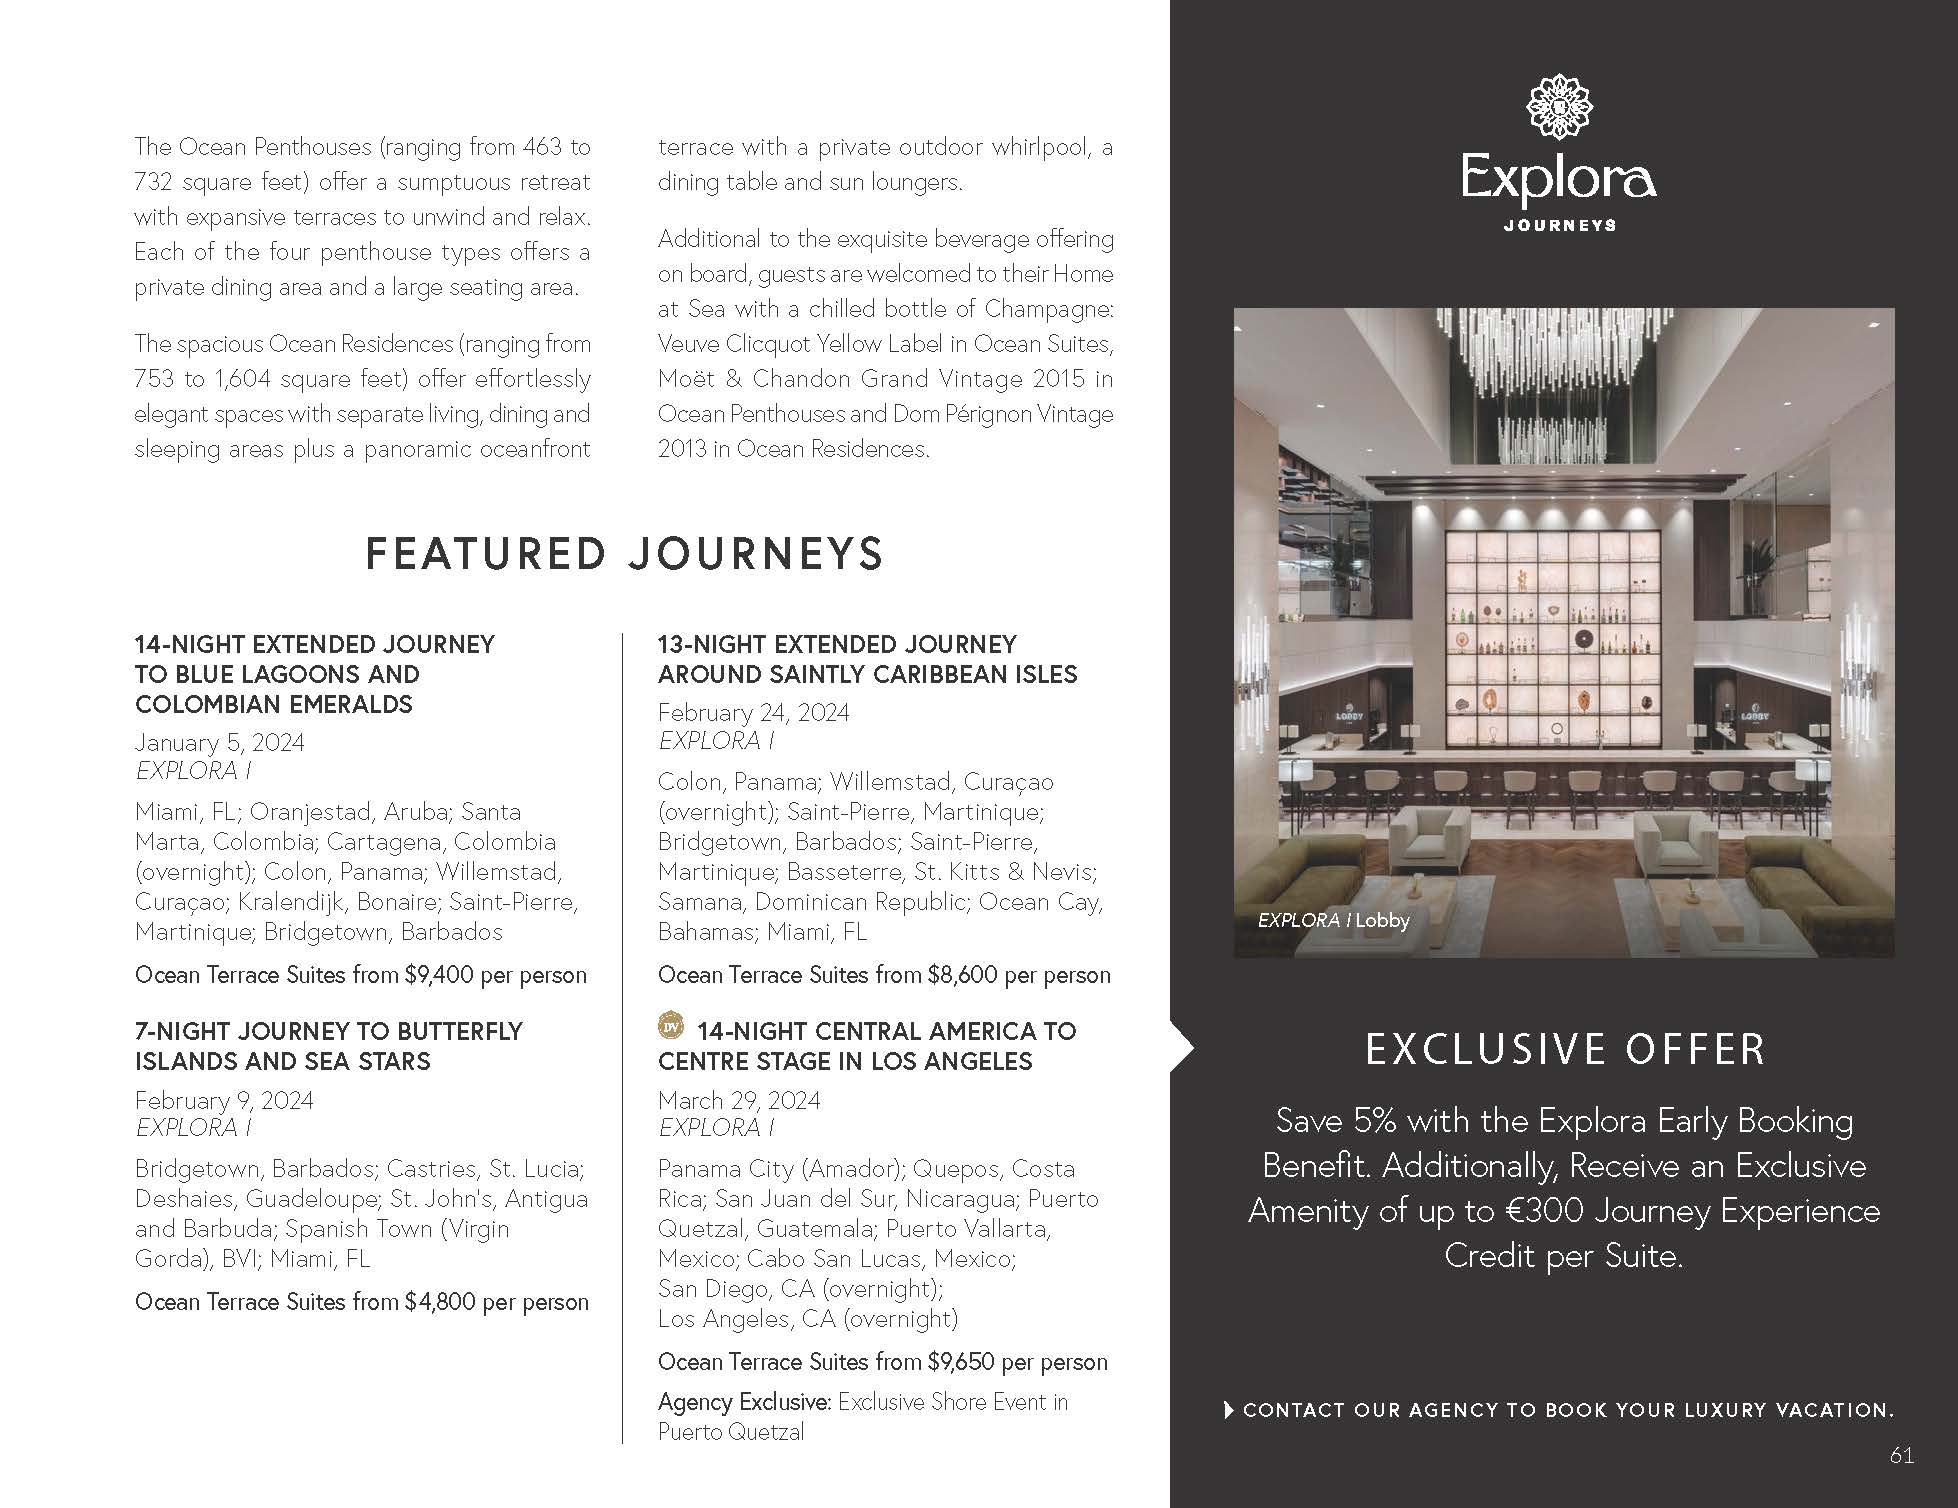 The Ocean Penthouses (ranging from 463 to
732 square feet) offer a sumptuous retreat
with expansive terraces to unwind and relax.
Each of the four penthouse types offers a
private dining area and a large seating area.
The spacious Ocean Residences (ranging from
753 to 1,604 square feet) offer effortlessly
elegant spaces with separate living, dining and
sleeping areas plus a panoramic oceanfront
terrace with a private outdoor whirlpool, a
dining table and sun loungers.
Additional to the exquisite beverage offering
on board, guests are welcomed to their Home
at Sea with a chilled bottle of Champagne:
Veuve Clicquot Yellow Label in Ocean Suites,
Moët & Chandon Grand Vintage 2015 in
Ocean Penthouses and Dom Pérignon Vintage
2013 in Ocean Residences.
FEATURED JOURNEYS
14-NIGHT EXTENDED JOURNEY
TO BLUE LAGOONS AND
COLOMBIAN EMERALDS
January 5, 2024
EXPLORA I
Miami, FL; Oranjestad, Aruba; Santa
Marta, Colombia; Cartagena, Colombia
(overnight); Colon, Panama; Willemstad,
Curaçao; Kralendijk, Bonaire; Saint-Pierre,
Martinique; Bridgetown, Barbados
Ocean Terrace Suites from $9,400 per person
7-NIGHT JOURNEY TO BUTTERFLY
ISLANDS AND SEA STARS
February 9, 2024
EXPLORA I
Bridgetown, Barbados; Castries, St. Lucia;
Deshaies, Guadeloupe; St. John's, Antigua
and Barbuda; Spanish Town (Virgin
Gorda), BVI; Miami, FL
Ocean Terrace Suites from $4,800 per person
13-NIGHT EXTENDED JOURNEY
AROUND SAINTLY CARIBBEAN ISLES
February 24, 2024
EXPLORA I
Colon, Panama; Willemstad, Curaçao
(overnight); Saint-Pierre, Martinique;
Bridgetown, Barbados; Saint-Pierre,
Martinique; Basseterre, St. Kitts & Nevis;
Samana, Dominican Republic; Ocean Cay,
Bahamas; Miami, FL
Ocean Terrace Suites from $8,600 per person
DV 14-NIGHT CENTRAL AMERICA TO
CENTRE STAGE IN LOS ANGELES
March 29, 2024
EXPLORA I
Panama City (Amador); Quepos, Costa
Rica; San Juan del Sur, Nicaragua; Puerto
Quetzal, Guatemala; Puerto Vallarta,
Mexico; Cabo San Lucas, Mexico;
San Diego, CA (overnight);
Los Angeles, CA (overnight)
Ocean Terrace Suites from $9,650 per person
Agency Exclusive: Exclusive Shore Event in
Puerto Quetzal
Explora
JOURNEYS
LOBBY
LOBBY
EXPLORA I Lobby
EXCLUSIVE OFFER
Save 5% with the Explora Early Booking
Benefit. Additionally, Receive an Exclusive
Amenity of up to €300 Journey Experience
Credit per Suite.
CONTACT OUR AGENCY TO BOOK YOUR LUXURY VACATION.
61